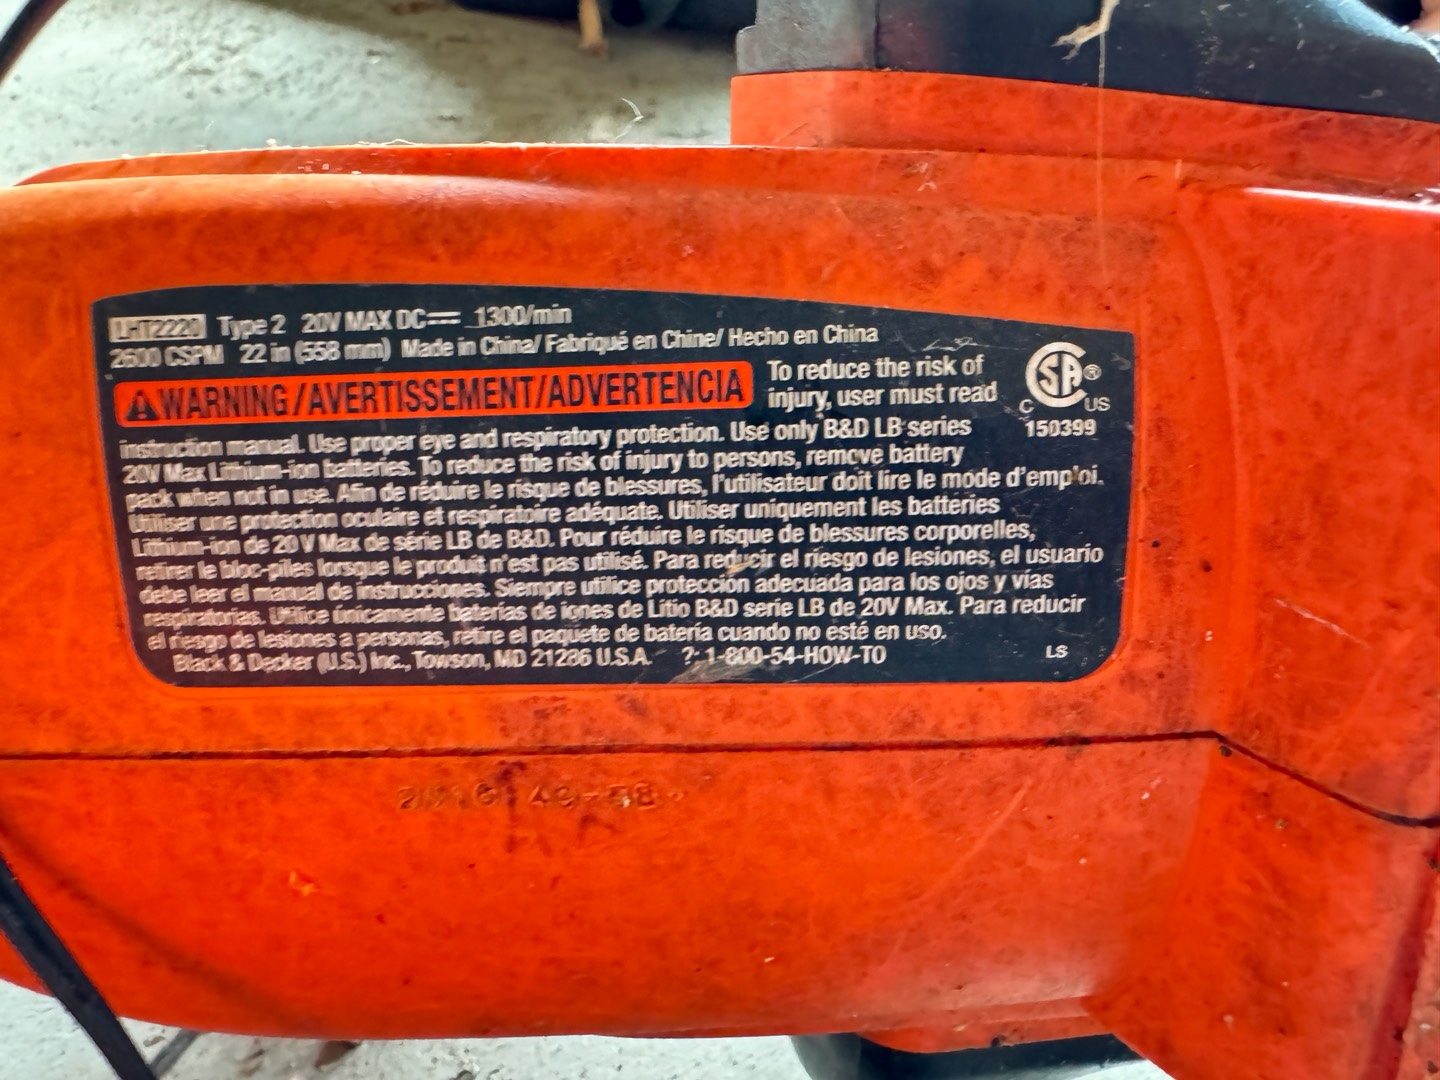 LHT2220 Type 2 20V MAX DC 1300/min
2600 CSPM 22 in (558 mm) Made in China/ Fabriqué en Chine/ Hecho en China
WARNING/AVERTISSEMENT/ADVERTENCIA
To reduce the risk of
injury, user must read
instruction manual. Use proper eye and respiratory protection. Use only B&D LB series
20V Max Lithium-ion batteries. To reduce the risk of injury to persons, remove battery
pack when not in use. Afin de réduire le risque de blessures, l'utilisateur doit lire le mode d'emploi.
Utiliser une protection oculaire et respiratoire adéquate. Utiliser uniquement les batteries
Lithium-ion de 20V Max de série LB de B&D. Pour réduire le risque de blessures corporelles,
retirer le bloc-piles lorsque le produit n'est pas utilisé. Para reducir el riesgo de lesiones, el usuario
debe leer el manual de instrucciones. Siempre utilice protección adecuada para los ojos y vías
respiratorias. Utilice únicamente baterías de iones de Litio B&D serie LB de 20V Max. Para reducir
el riesgo de lesiones a personas, retire el paquete de batería cuando no esté en uso.
Black & Decker (U.S.) Inc., Towson, MD 21286 U.S.A. ?: 1-800-54-HOW-TO
LS
CSA®
C US
150399